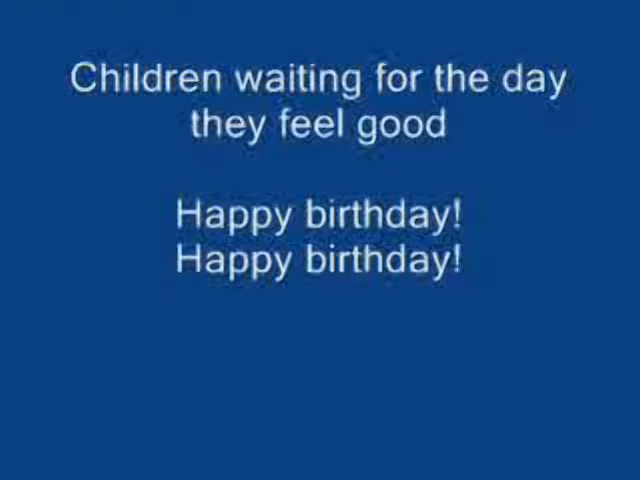 Children waiting for the day
they feel good
Happy birthday!
Happy birthday!